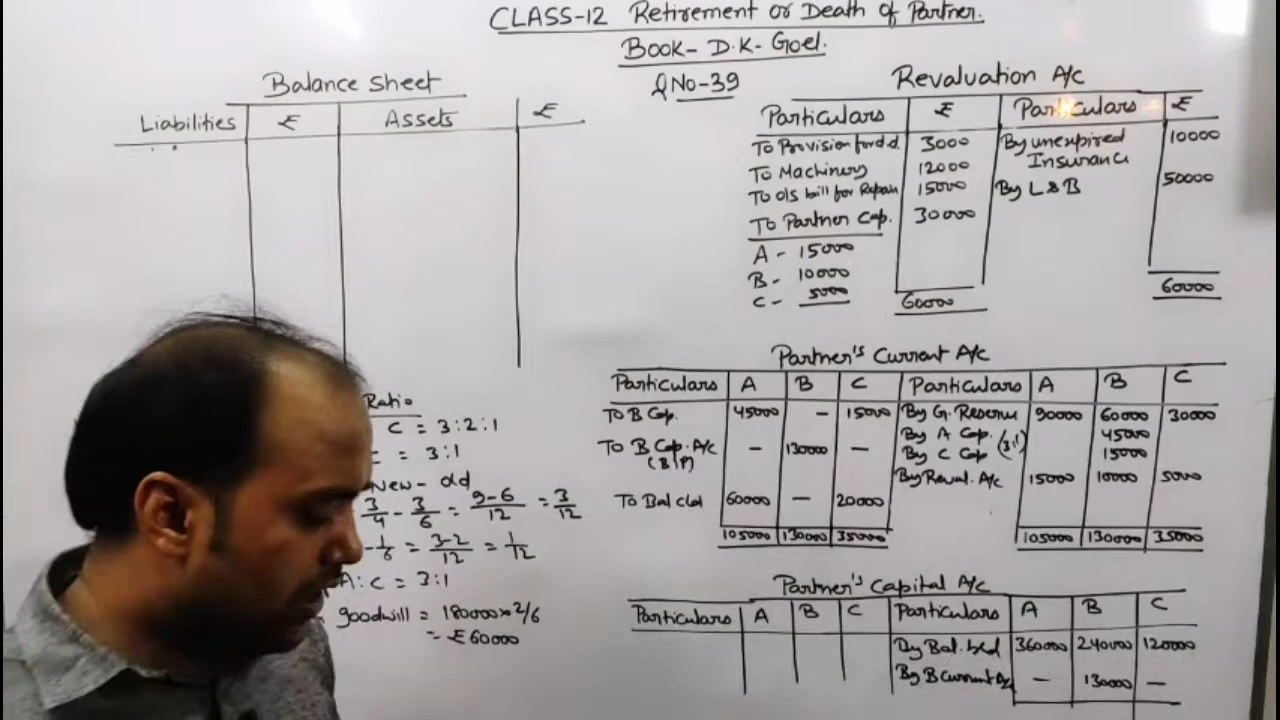 CLASS-12 Retirement or Death of Partner.
Book- D.K- Goel.
QNo-39
Balance Sheet
Liabilities ₹ Assets ₹
Revaluation A/c
Particulars ₹ Particulars ₹
To Provision for d.d. 3000 By unexpired 10000
Insurance
To Machinery 12000
To o/s bill for Repair 15000 By L & B 50000
To Partner Cap. 30000
A - 15000
B - 10000
C - 5000
60000 60000
Partner's Current A/c
Particulars A B C Particulars A B C
To B Cap. 45000 - 15000 By G. Reserve 90000 60000 30000
By A Cap. 45000
To B Cap. A/c - 130000 - By C Cap (3:1) 15000
(B|P)
By Reval. A/c 15000 10000 5000
To Bal c|d 60000 - 20000
105000 130000 35000 105000 130000 35000
Ratio
C = 3:2:1
= 3:1
New - old
3/4 - 3/6 = 9-6/12 = 3/12
- 1/6 = 3-2/12 = 1/12
A:C = 3:1
goodwill = 180000×2/6
= ₹60000
Partner's Capital A/c
Particulars A B C Particulars A B C
By Bal. b|d 360000 240000 120000
By B Current A/c - 130000 -